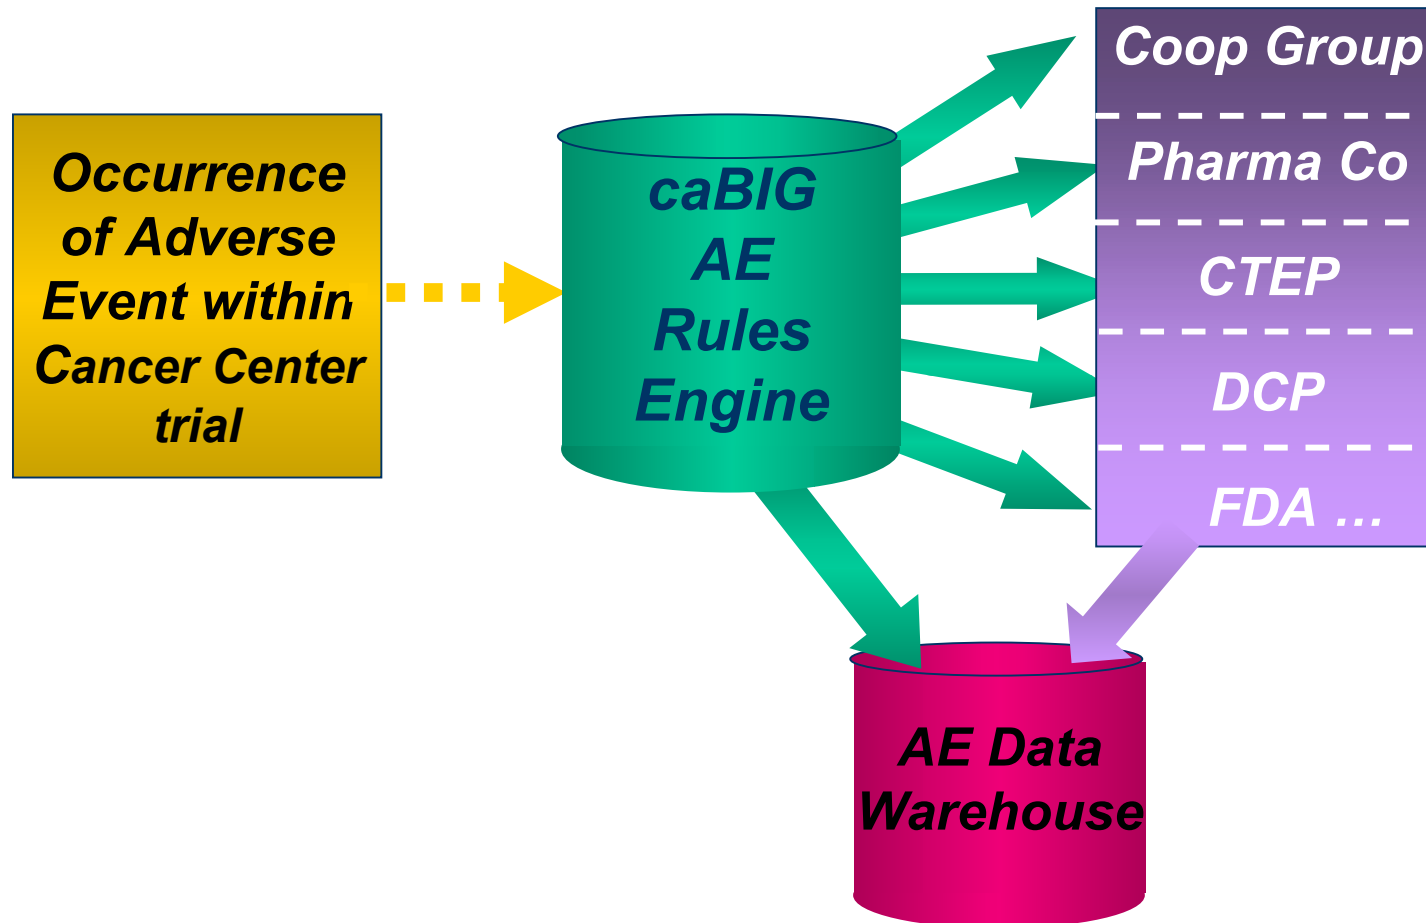 Occurrence
of Adverse
Event within
Cancer Center
trial
caBIG
AE
Rules
Engine
Coop Group
Pharma Co
CTEP
DCP
FDA …
AE Data
Warehouse